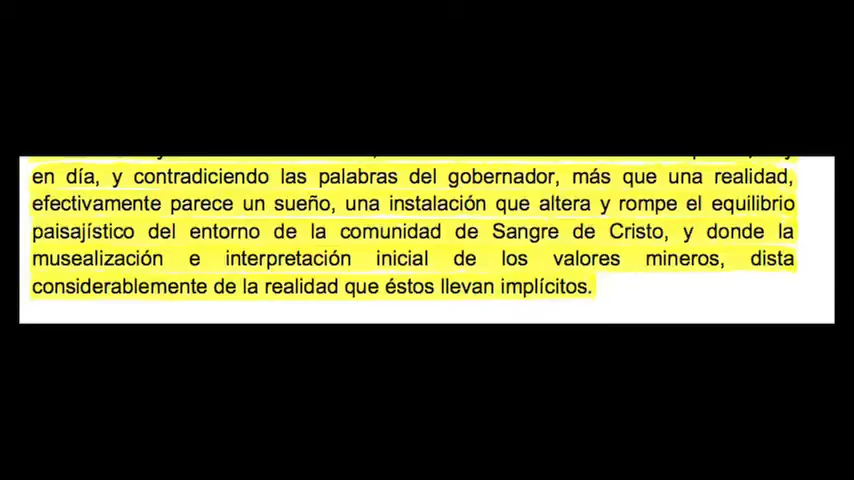 en día, y contradiciendo las palabras del gobernador, más que una realidad,
efectivamente parece un sueño, una instalación que altera y rompe el equilibrio
paisajístico del entorno de la comunidad de Sangre de Cristo, y donde la
musealización e interpretación inicial de los valores mineros, dista
considerablemente de la realidad que éstos llevan implícitos.